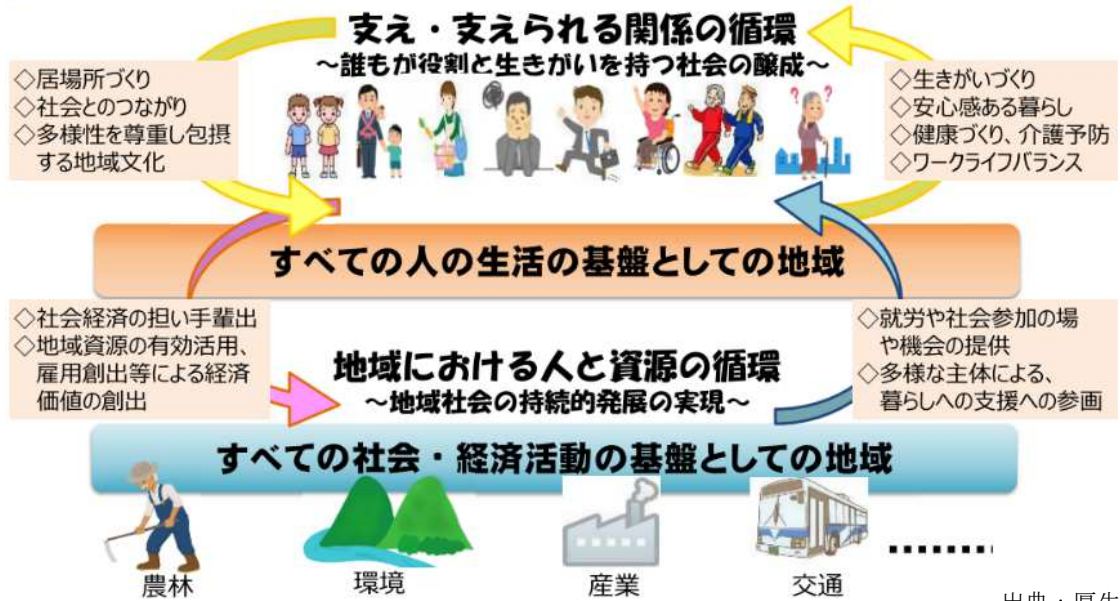 支え・支えられる関係の循環
～誰もが役割と生きがいを持つ社会の醸成～
◇居場所づくり
◇社会とのつながり
◇多様性を尊重し包摂
する地域文化
◇生きがいづくり
◇安心感ある暮らし
◇健康づくり、介護予防
◇ワークライフバランス
すべての人の生活の基盤としての地域
◇社会経済の担い手輩出
◇地域資源の有効活用、
雇用創出等による経済
価値の創出
地域における人と資源の循環
～地域社会の持続的発展の実現～
◇就労や社会参加の場
や機会の提供
◇多様な主体による、
暮らしへの支援への参画
すべての社会・経済活動の基盤としての地域
農林
環境
産業
交通